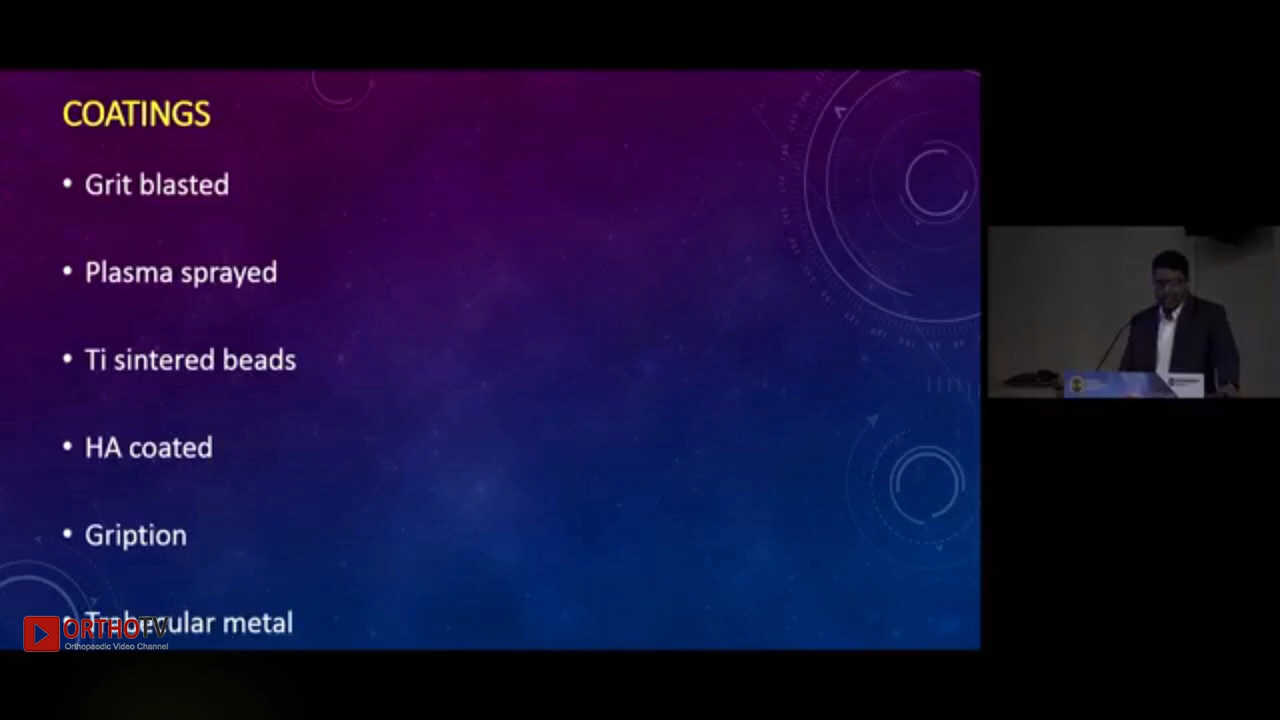 COATINGS
• Grit blasted
• Plasma sprayed
• Ti sintered beads
• HA coated
• Gription
• Trabecular metal
ORTHOTV
Orthopaedic Video Channel